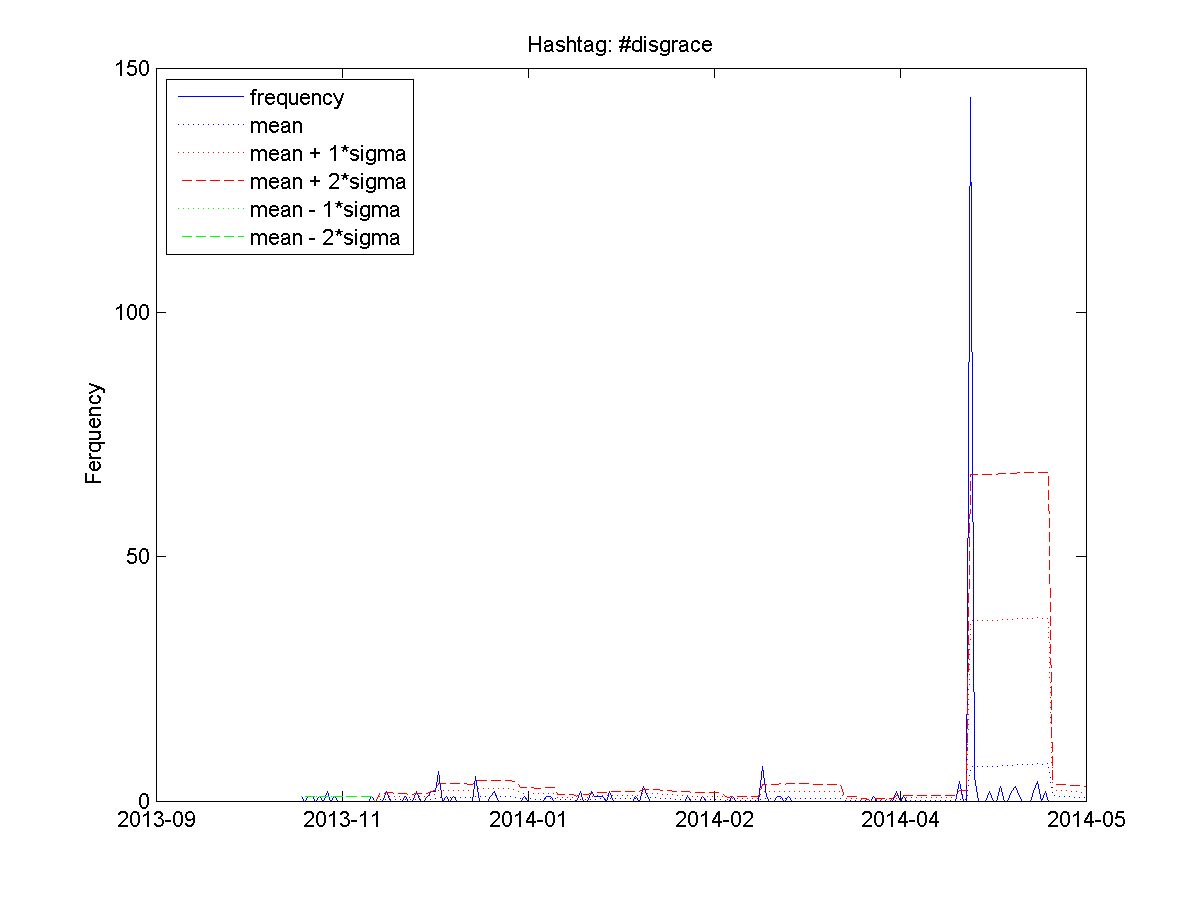 Hashtag: #disgrace
150
frequency
mean
mean + 1*sigma
mean + 2*sigma
mean - 1*sigma
mean - 2*sigma
100
Ferquency
50
0
2013-09 2013-11 2014-01 2014-02 2014-04 2014-05